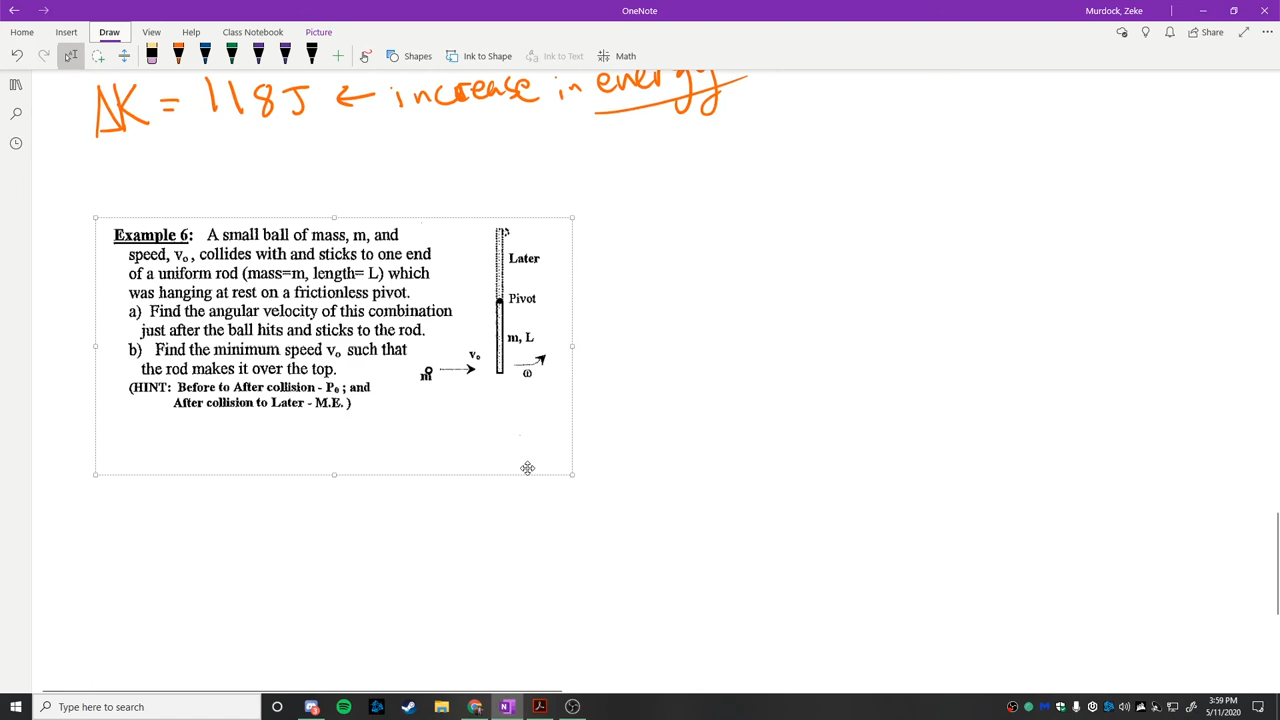 OneNote
Murdock, Zeke
Home Insert Draw View Help Class Notebook Picture
Share
Shapes Ink to Shape Ink to Text Math
ΔK = 118J ← increase in energy
Example 6: A small ball of mass, m, and
speed, vₒ, collides with and sticks to one end
of a uniform rod (mass=m, length= L) which
was hanging at rest on a frictionless pivot.
a) Find the angular velocity of this combination
just after the ball hits and sticks to the rod.
b) Find the minimum speed vₒ such that
the rod makes it over the top.
(HINT: Before to After collision - Pθ ; and
After collision to Later - M.E. )
Later
Pivot
m, L
vₒ
m
ω
Type here to search
3:59 PM
5/11/2020